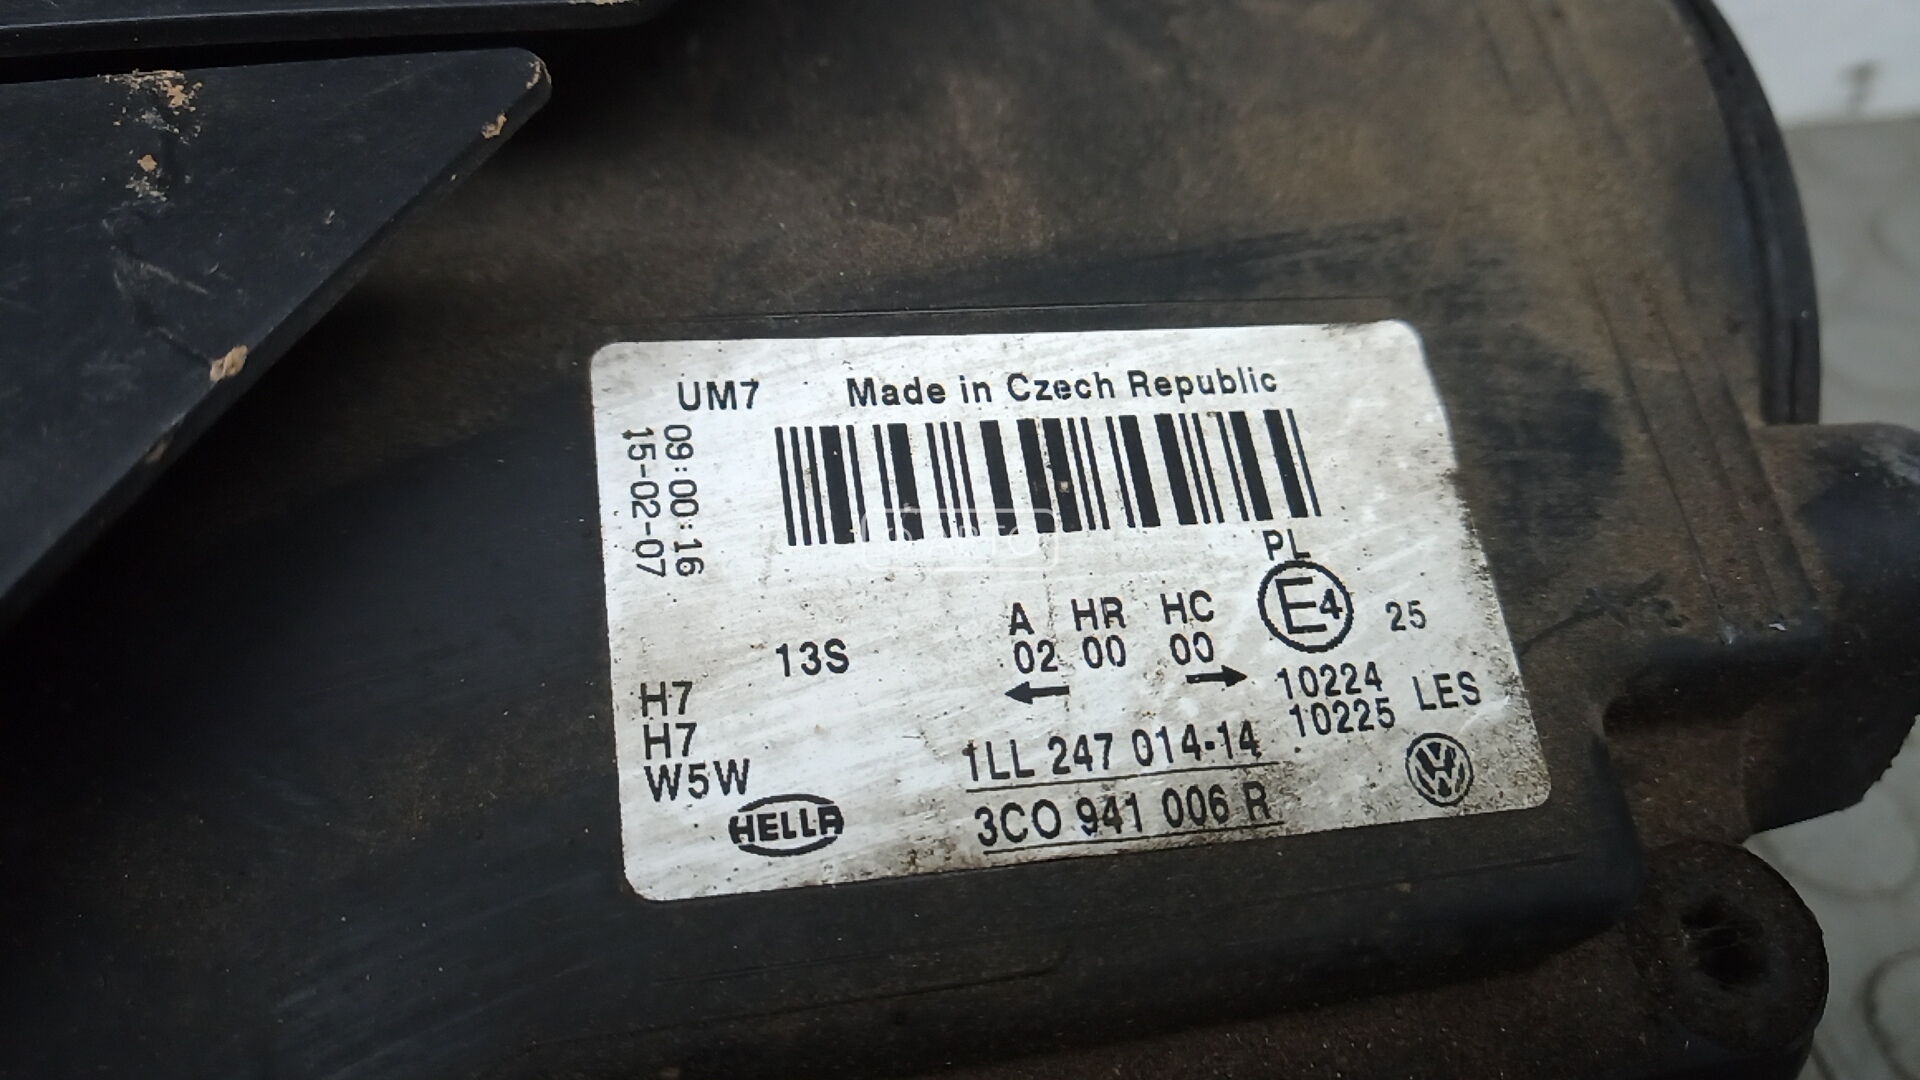 UM7 Made in Czech Republic
09:00:16
15-02-07
PL
A HR HC E4 25
13S 02 00 00
10224
10225 LES
H7
H7
W5W
1LL 247 014-14
HELLA 3C0 941 006 R